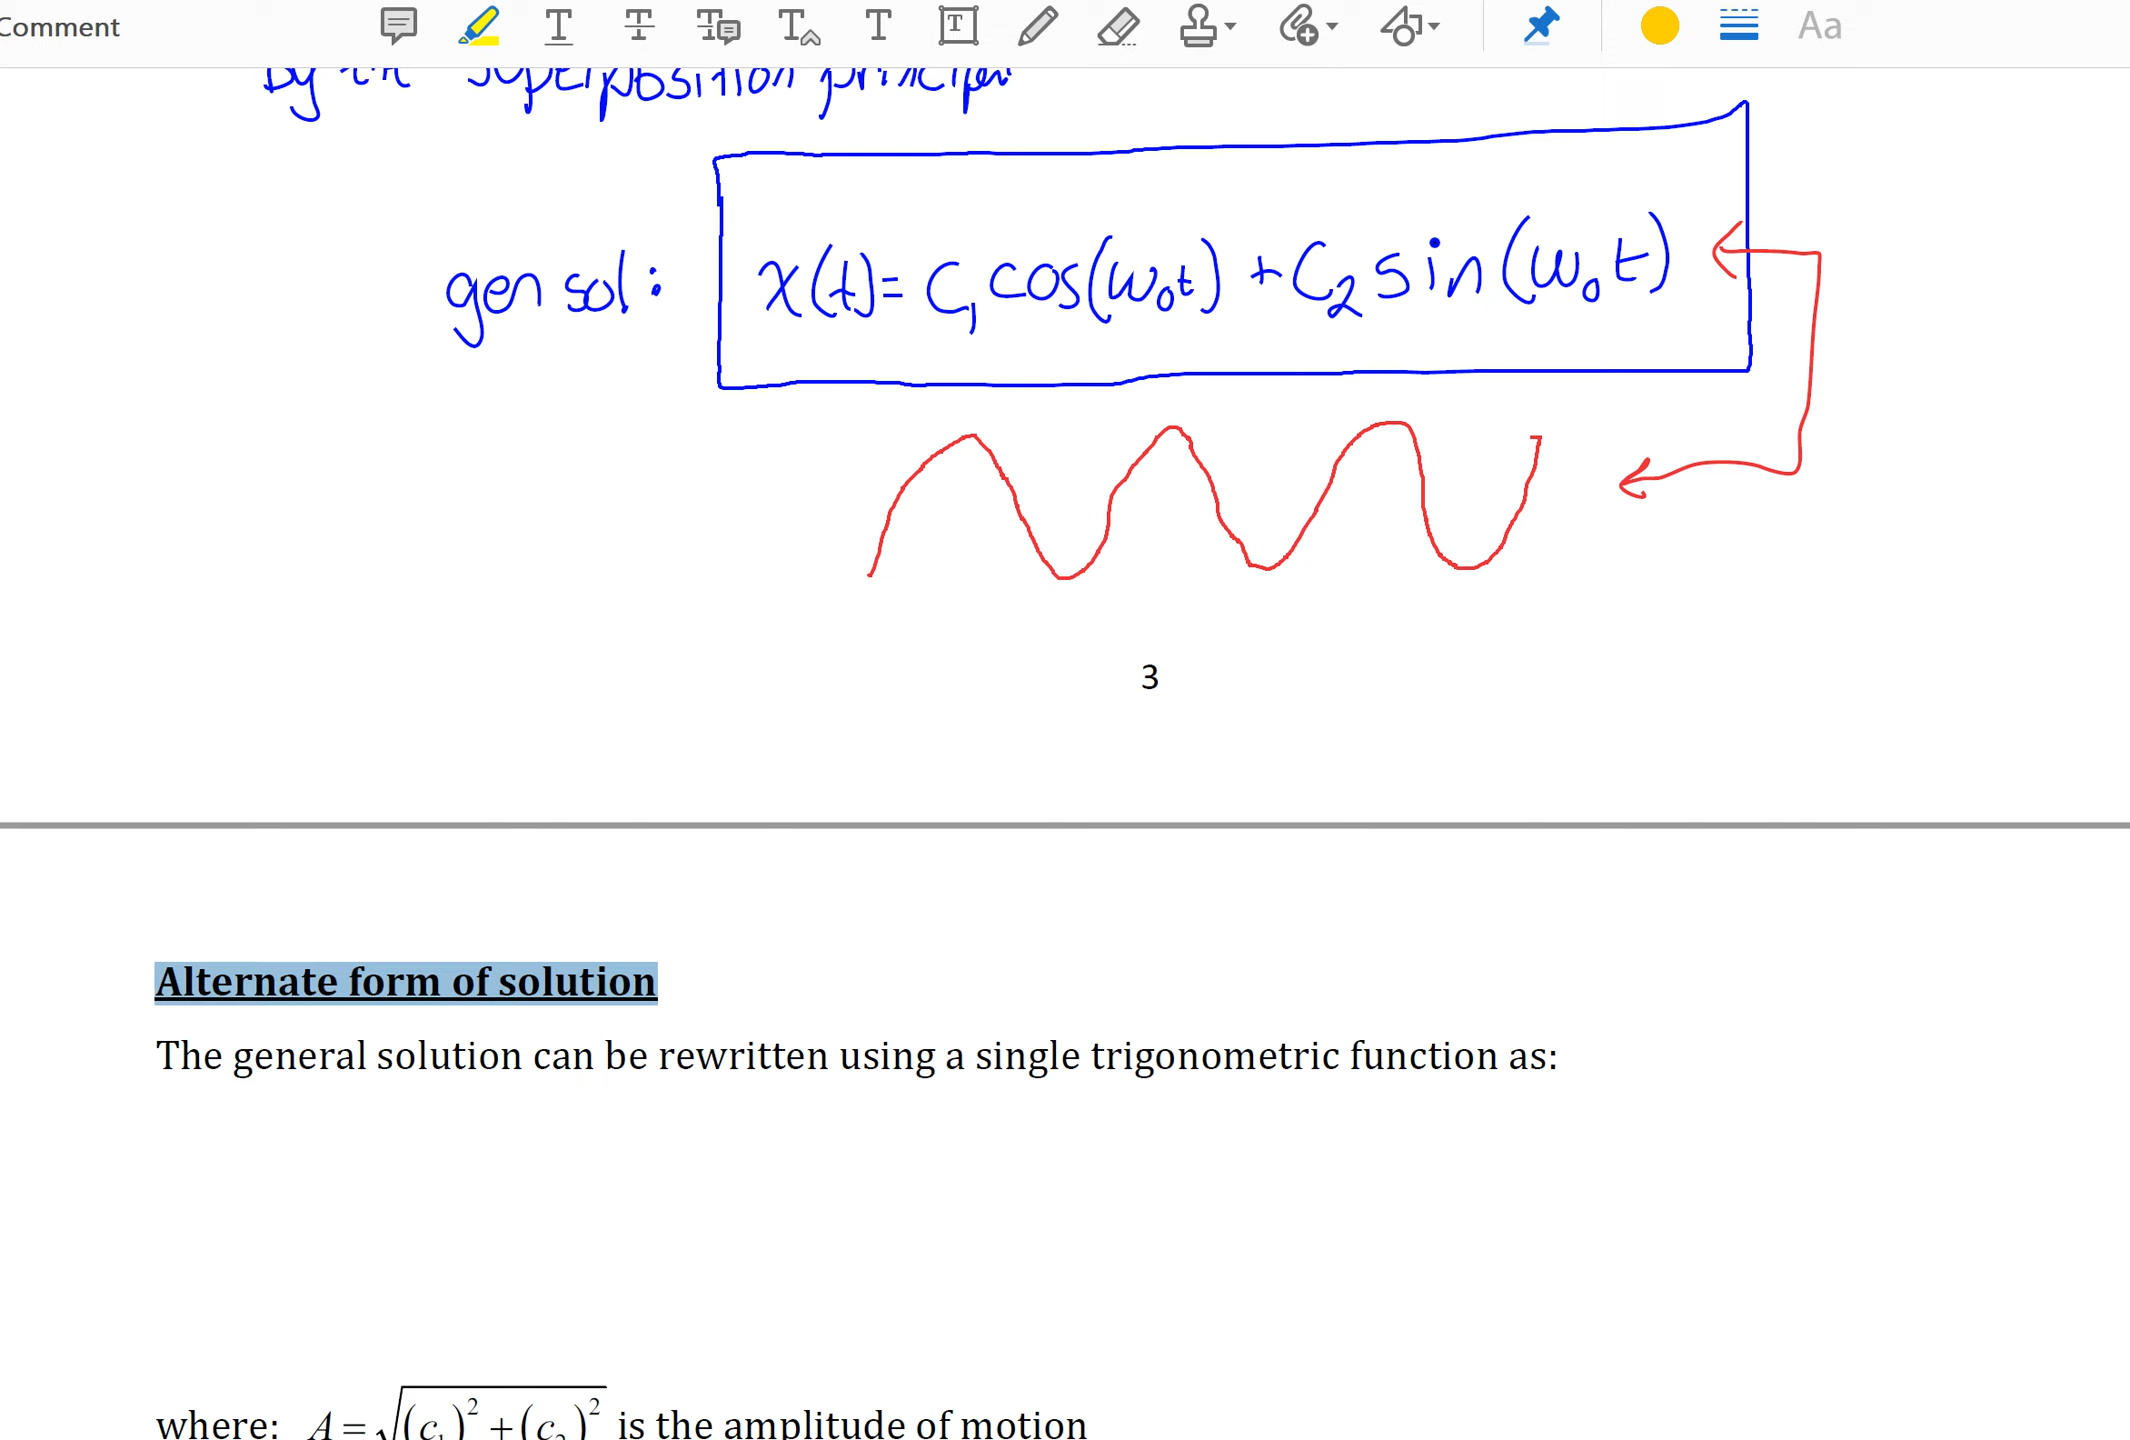 Comment
T T T T T T Aa
By the superposition principle
gen sol: x(t)= C₁cos(ω₀t) + C₂ sin(ω₀t)
3
Alternate form of solution
The general solution can be rewritten using a single trigonometric function as:
where: A = √((c₁)² + (c₂)²) is the amplitude of motion